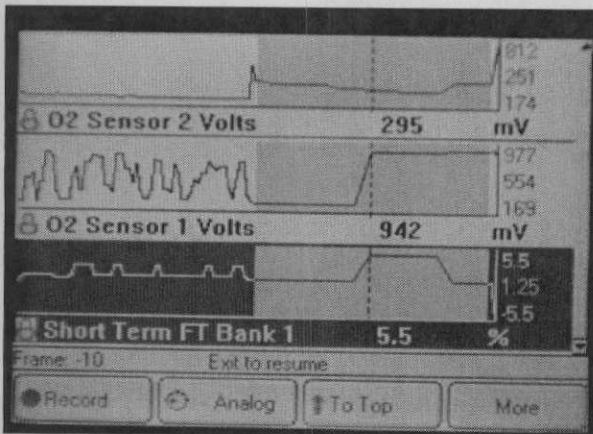 812
251
174
O2 Sensor 2 Volts 295 mV
977
554
169
O2 Sensor 1 Volts 942 mV
5.5
1.25
-5.5
Short Term FT Bank 1 5.5 %
Frame: -10 Exit to resume
Record Analog To Top More